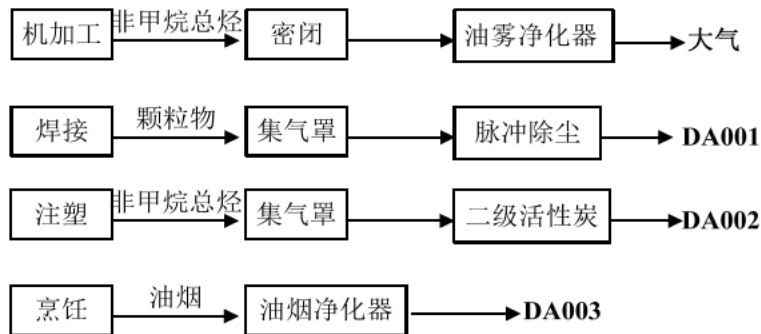 机加工 非甲烷总烃 密闭 油雾净化器 大气
焊接 颗粒物 集气罩 脉冲除尘 DA001
注塑 非甲烷总烃 集气罩 二级活性炭 DA002
烹饪 油烟 油烟净化器 DA003